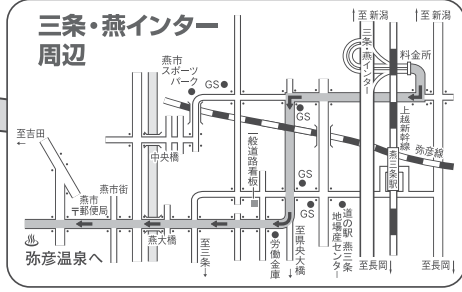 三条・燕インター
周辺
至 新潟
至 新潟
三条・燕インター
料金所
燕市
スポーツ
パーク
GS
GS
上越新幹線
弥彦線
燕三条駅
至吉田
中央橋
一般道路看板
燕市街
燕市
〒郵便局
GS
GS
道の駅 燕三条
地場産センター
燕大橋
至三条
労働金庫
至県央大橋
至長岡
至長岡
弥彦温泉へ